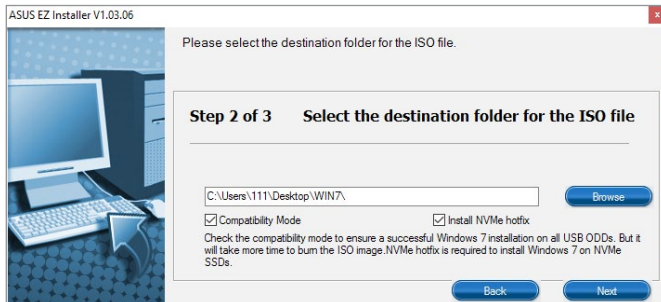 ASUS EZ Installer V1.03.06
x
Please select the destination folder for the ISO file.
Step 2 of 3 Select the destination folder for the ISO file
C:\Users\111\Desktop\WIN7\
Browse
Compatibility Mode
Install NVMe hotfix
Check the compatibility mode to ensure a successful Windows 7 installation on all USB ODDs. But it
will take more time to burn the ISO image.NVMe hotfix is required to install Windows 7 on NVMe
SSDs.
Back
Next